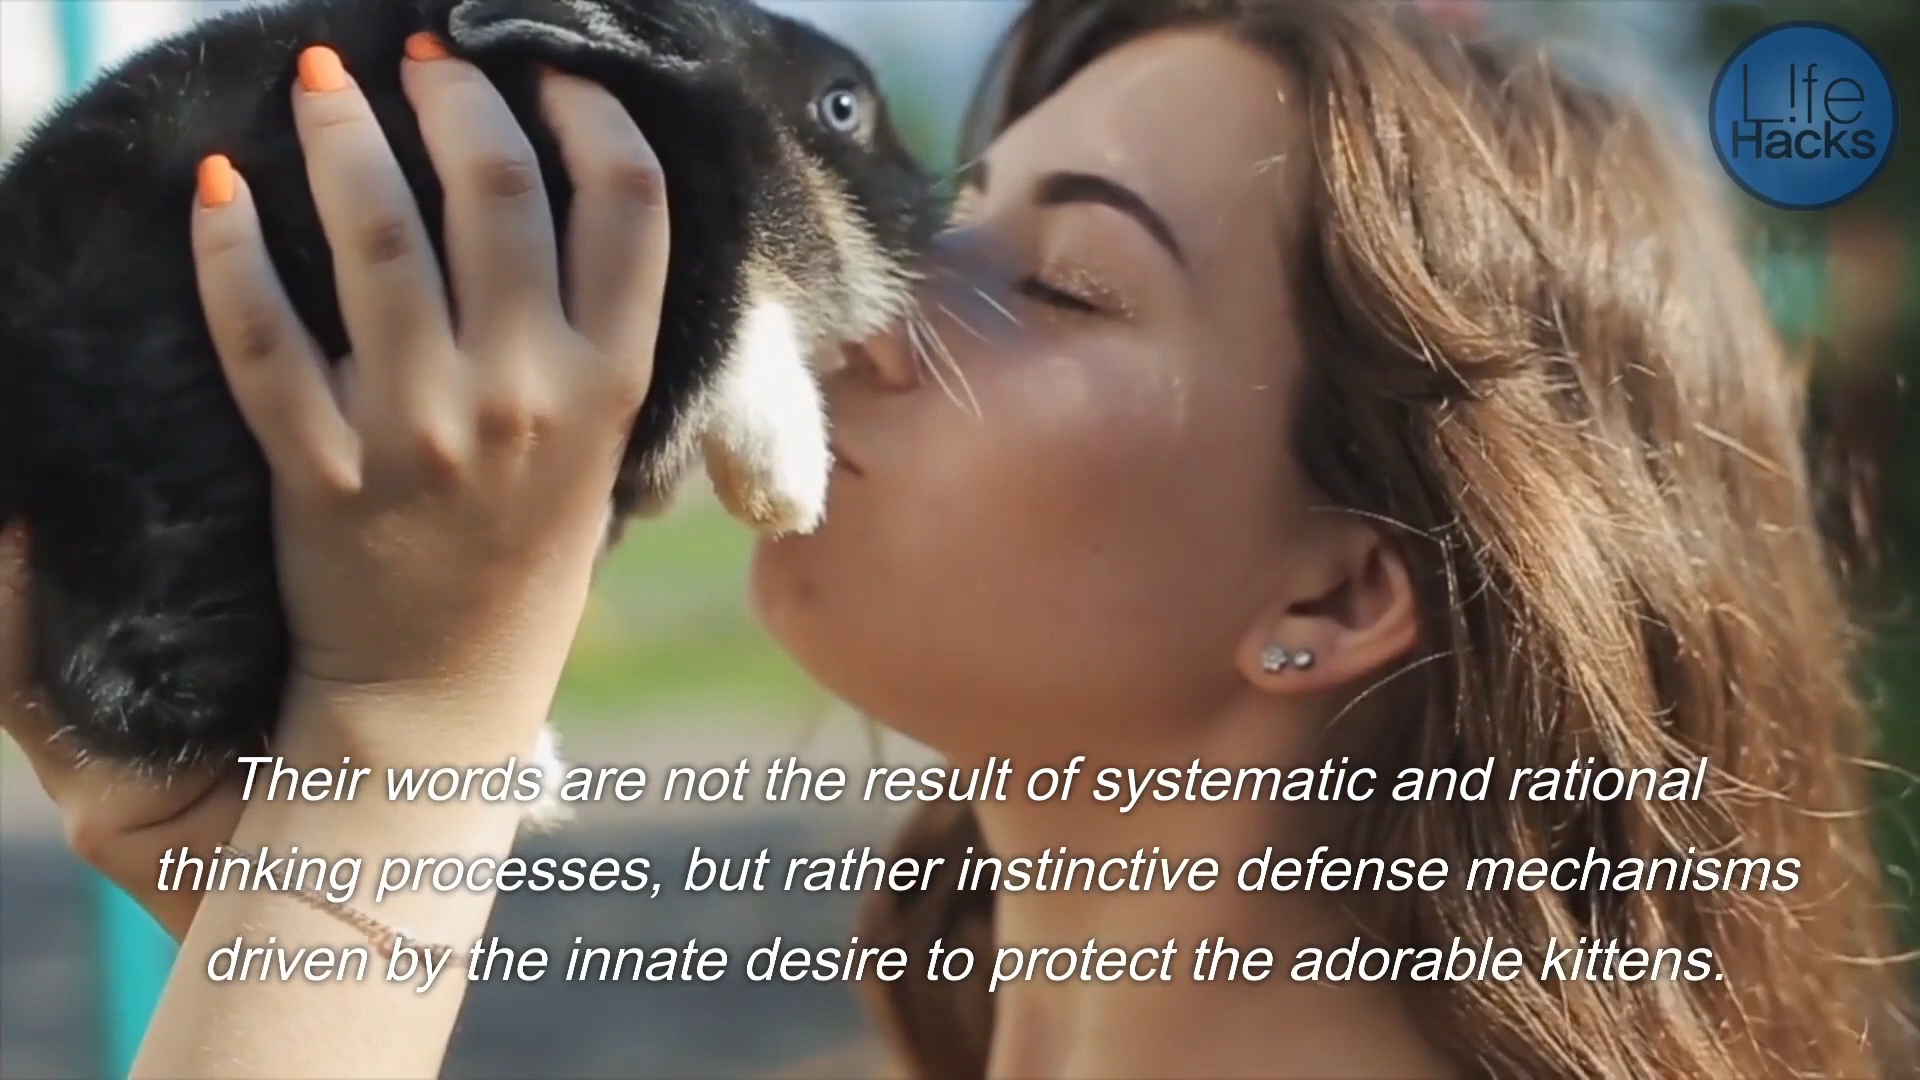 L!fe
Hacks
Their words are not the result of systematic and rational
thinking processes, but rather instinctive defense mechanisms
driven by the innate desire to protect the adorable kittens.